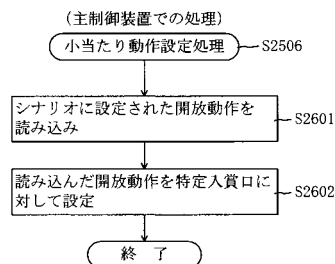 (主制御装置での処理)
小当たり動作設定処理
S2506
シナリオに設定された開放動作を
読み込み
S2601
読み込んだ開放動作を特定入賞口に
対して設定
S2602
終 了